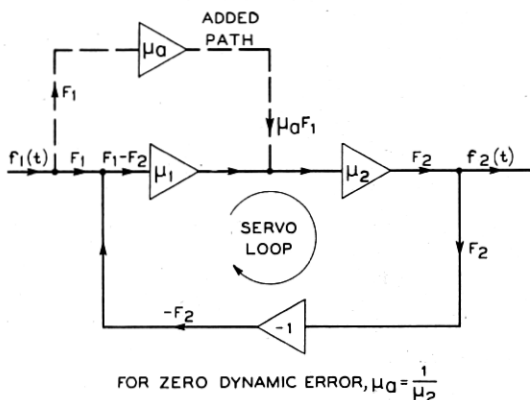 ADDED
PATH
μa
F₁
μaF₁
f₁(t)
F₁
F₁-F₂
μ₁
μ₂
F₂
f₂(t)
SERVO
LOOP
F₂
-F₂
-1
FOR ZERO DYNAMIC ERROR, μa = 1/μ₂